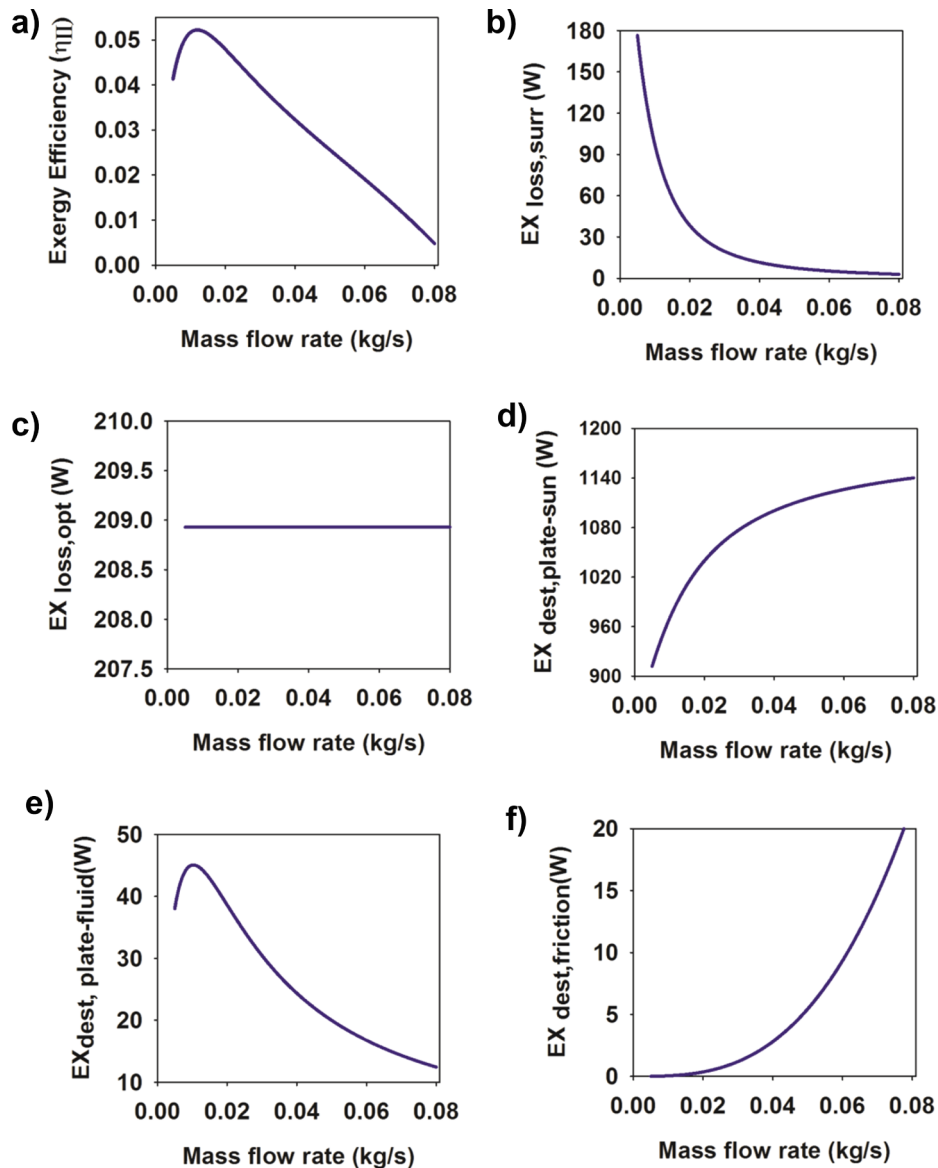 a)
Exergy Efficiency (ηII)
0.05
0.04
0.03
0.02
0.01
0.00
0.00 0.02 0.04 0.06 0.08
Mass flow rate (kg/s)
b)
EX loss,surr (W)
180
150
120
90
60
30
0
0.00 0.02 0.04 0.06 0.08
Mass flow rate (kg/s)
c)
EX loss,opt (W)
210.0
209.5
209.0
208.5
208.0
207.5
0.00 0.02 0.04 0.06 0.08
Mass flow rate (kg/s)
d)
EX dest,plate-sun (W)
1200
1140
1080
1020
960
900
0.00 0.02 0.04 0.06 0.08
Mass flow rate (kg/s)
e)
EXdest, plate-fluid(W)
50
40
30
20
10
0.00 0.02 0.04 0.06 0.08
Mass flow rate (kg/s)
f)
EX dest,friction(W)
20
15
10
5
0
0.00 0.02 0.04 0.06 0.08
Mass flow rate (kg/s)